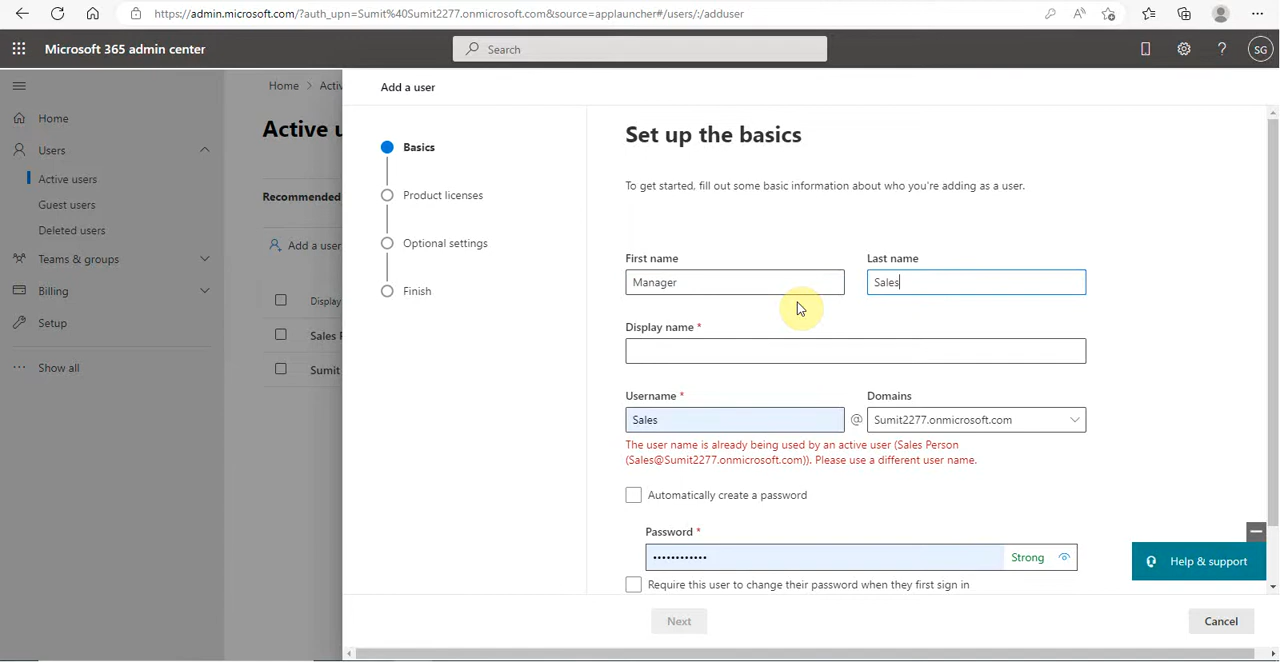 https://admin.microsoft.com/?auth_upn=Sumit%40Sumit2277.onmicrosoft.com&source=applauncher#/users/:/adduser
Microsoft 365 admin center
Search
SG
Home > Activ
Add a user
Home
Users
Active users
Guest users
Deleted users
Teams & groups
Billing
Setup
Show all
Active u
Recommended
Add a user
Display
Sales P
Sumit
Basics
Product licenses
Optional settings
Finish
Set up the basics
To get started, fill out some basic information about who you're adding as a user.
First name
Last name
Manager
Sales
Display name *
Username *
Domains
Sales
@
Sumit2277.onmicrosoft.com
The user name is already being used by an active user (Sales Person
(Sales@Sumit2277.onmicrosoft.com)). Please use a different user name.
Automatically create a password
Password *
••••••••••••
Strong
Require this user to change their password when they first sign in
Help & support
Next
Cancel